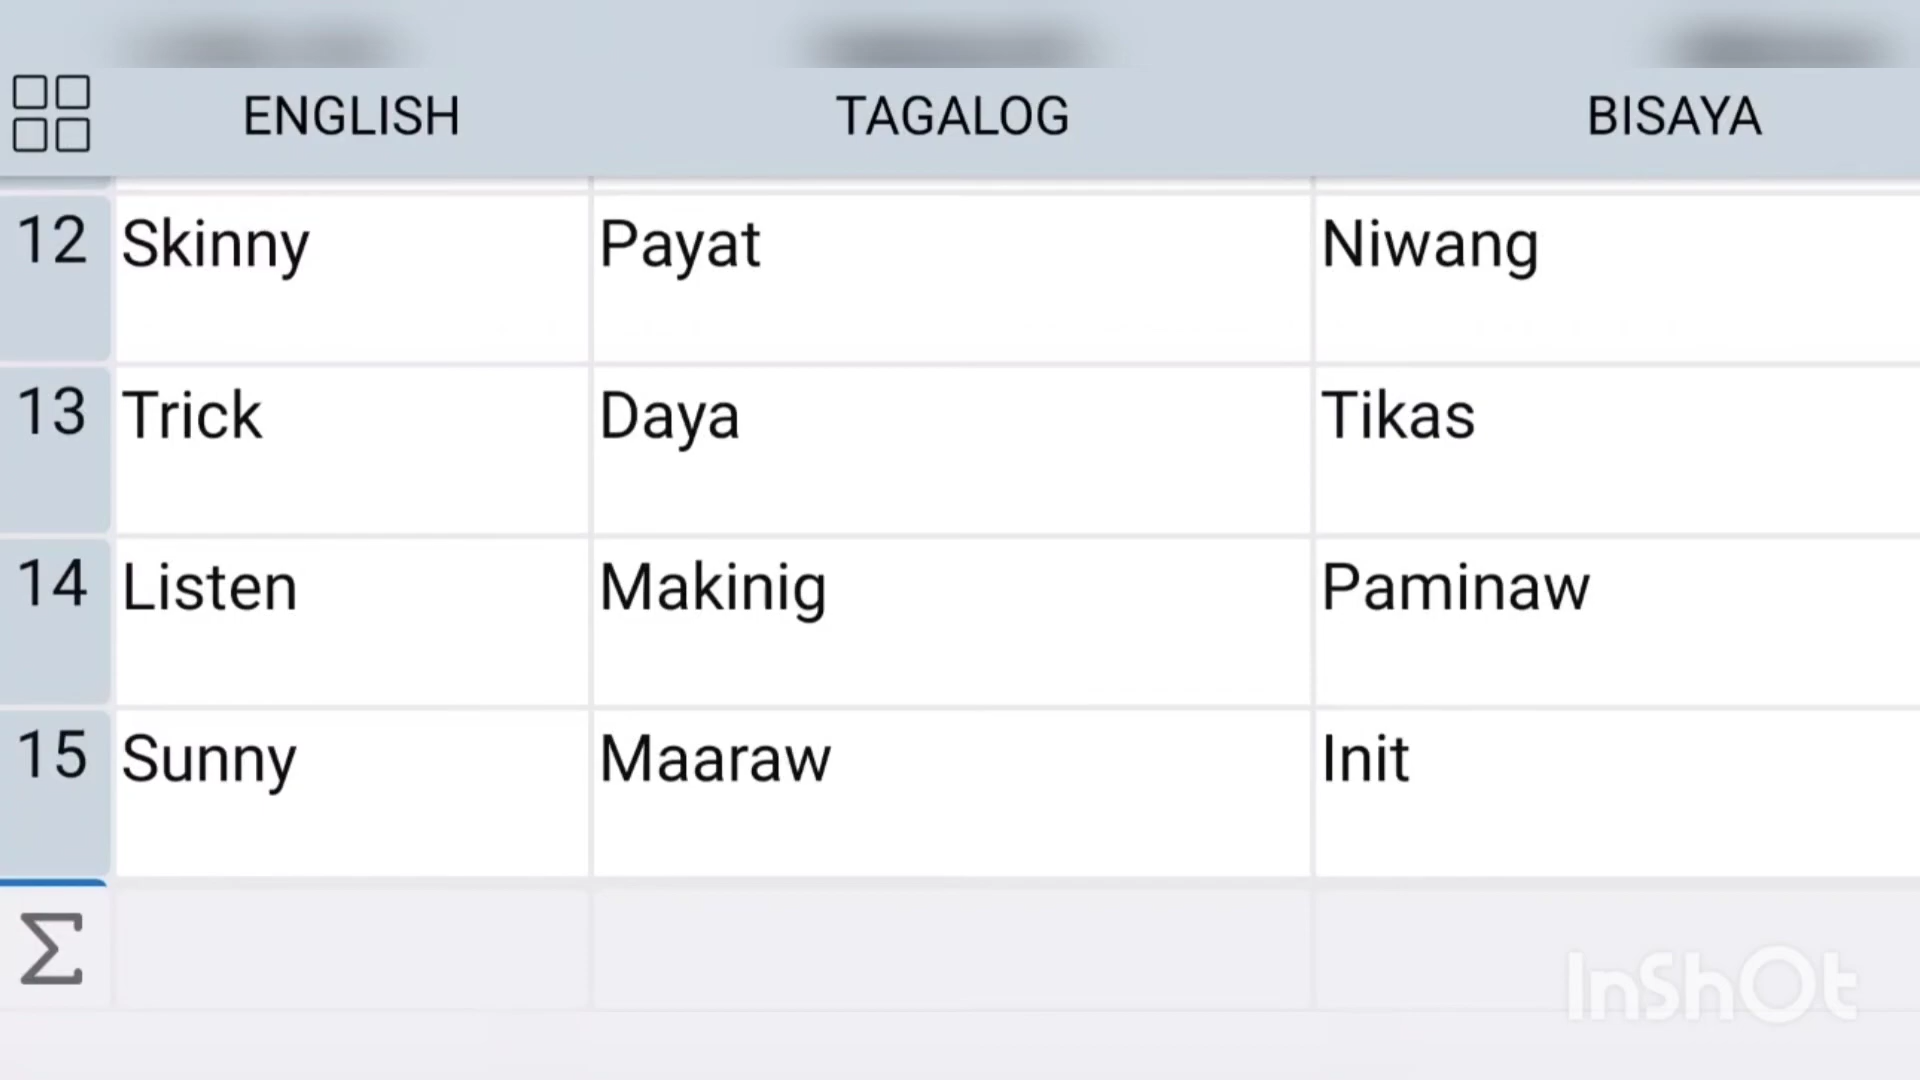 ENGLISH TAGALOG BISAYA
12 Skinny Payat Niwang
13 Trick Daya Tikas
14 Listen Makinig Paminaw
15 Sunny Maaraw Init
Σ
InShOt